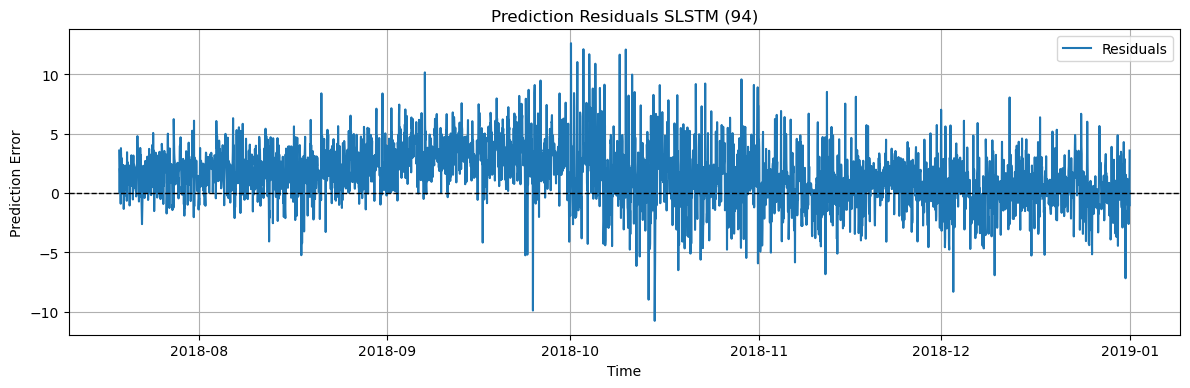 Prediction Residuals SLSTM (94)
Residuals
Prediction Error
10
5
0
−5
−10
2018-08
2018-09
2018-10
2018-11
2018-12
2019-01
Time